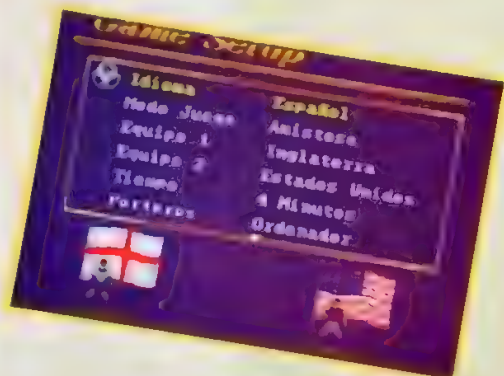 Game Setup
Idioma Español
Modo Juego Amistoso
Equipo 1 Inglaterra
Equipo 2 Estados Unidos
Tiempo 4 Minutos
Porteros Ordenador